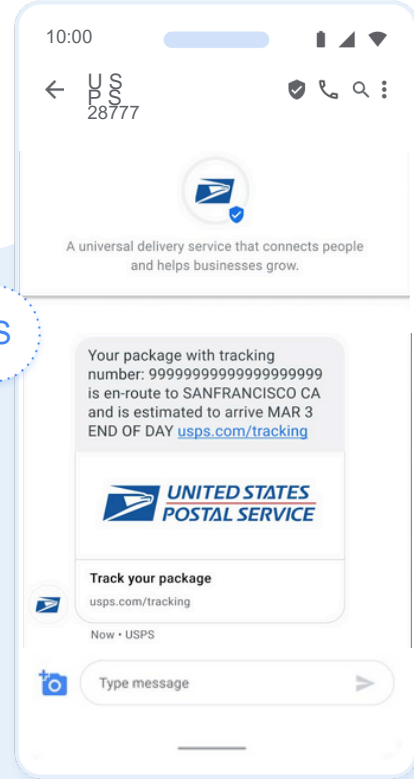 10:00
U S
P S
28777
A universal delivery service that connects people
and helps businesses grow.
S
Your package with tracking
number: 99999999999999999999
is en-route to SANFRANCISCO CA
and is estimated to arrive MAR 3
END OF DAY usps.com/tracking
UNITED STATES
POSTAL SERVICE
Track your package
usps.com/tracking
Now • USPS
Type message